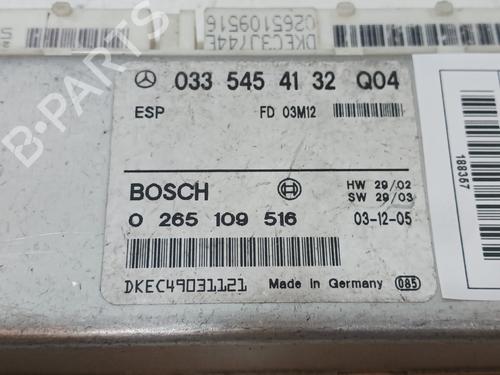 DKEC3J744E
0265109516
033 545 41 32 Q04
ESP FD 03M12
BOSCH HW 29/02
SW 29/03
0 265 109 516 03-12-05
DKEC49031121 Made in Germany 085
188367
B-PARTS